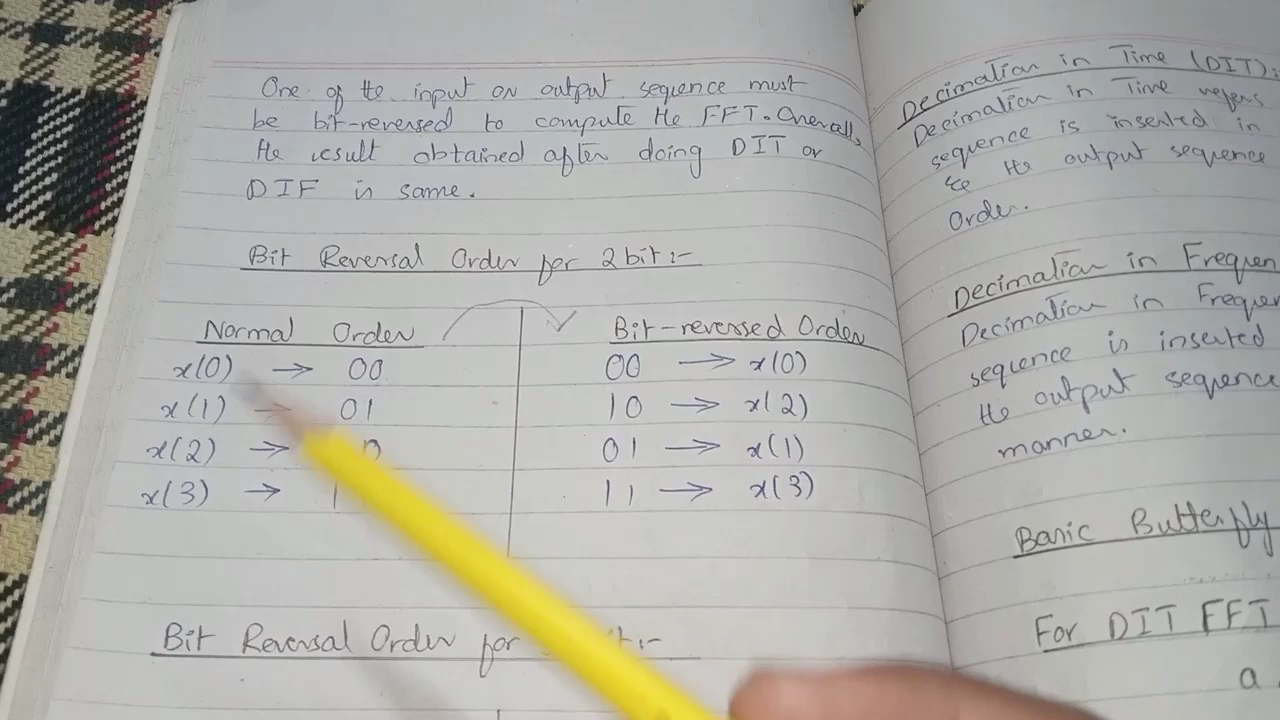 One of the input or output sequence must
be bit-reversed to compute the FFT. Overall,
the result obtained after doing DIT or
DIF is same.
Bit Reversal Order for 2 bit :-
Normal Order
x(0) → 00
x(1) → 01
x(2) → 0
x(3) → 1
Bit-reversed Order
00 → x(0)
10 → x(2)
01 → x(1)
11 → x(3)
Bit Reversal Order for
Decimation in Time (DIT):
Decimation in Time refers
sequence is inserted in
the output sequence
Order.
Decimation in Frequen
Decimation in Freque
sequence is inserted
the output sequence
manner.
Basic Butterfly
For DIT FFT
a